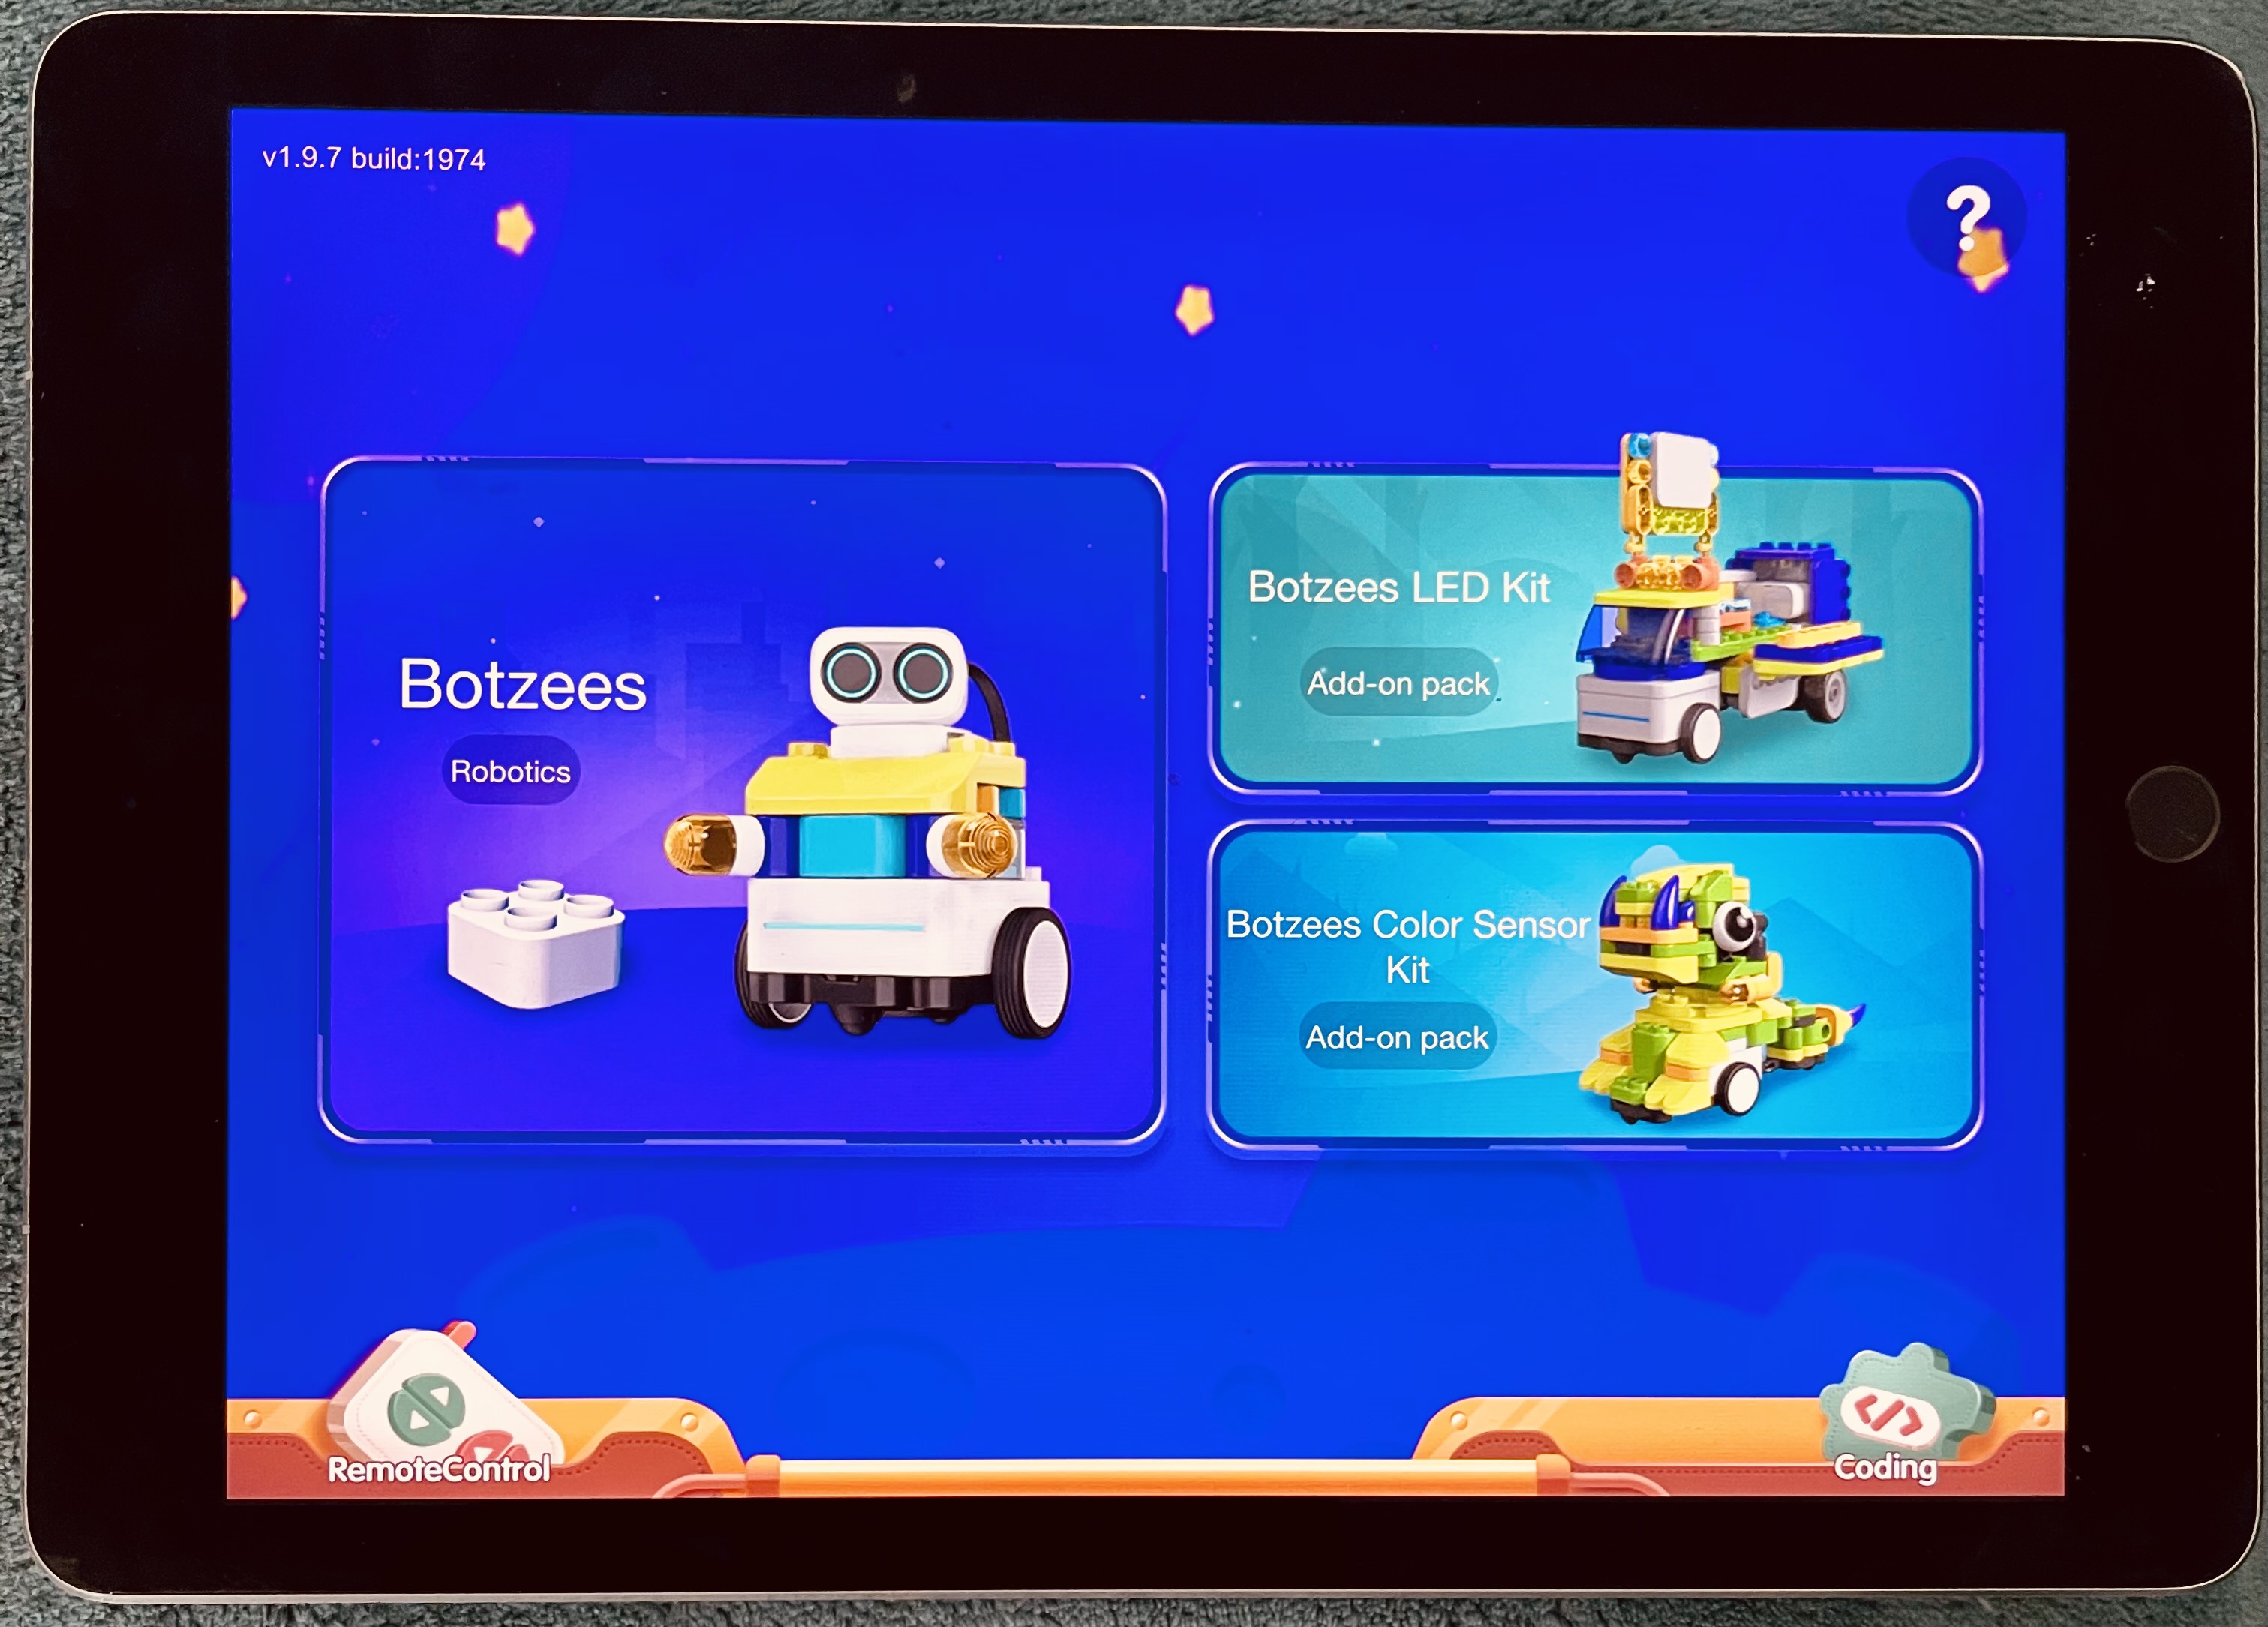 v1.9.7 build:1974
?
Botzees
Robotics
Botzees LED Kit
Add-on pack
Botzees Color Sensor
Kit
Add-on pack
RemoteControl
</>
Coding